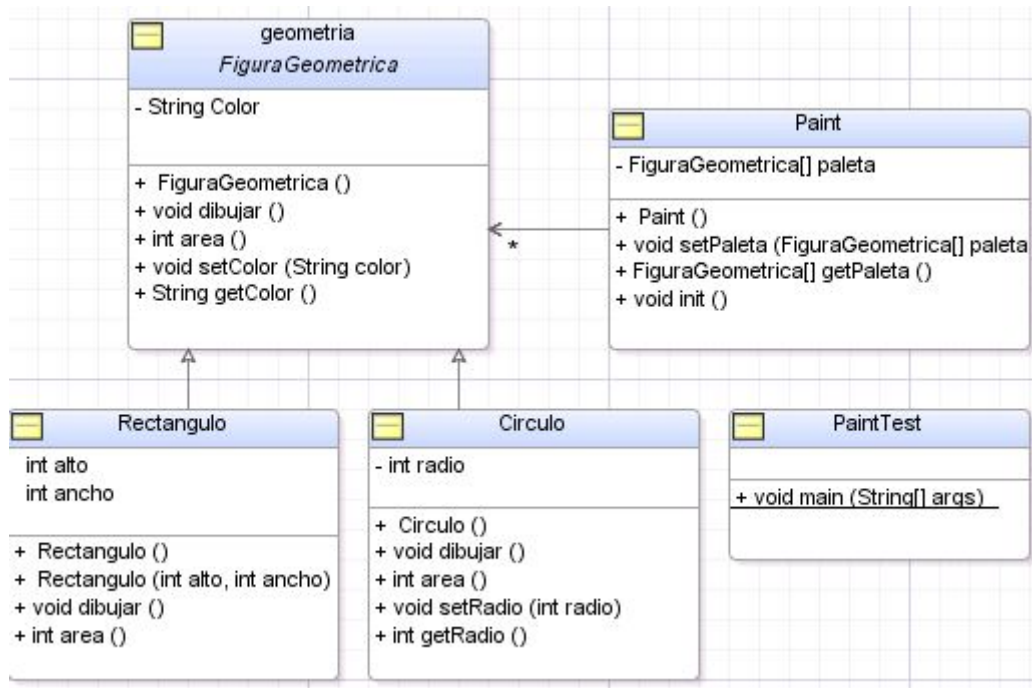 geometria
FiguraGeometrica
- String Color
+ FiguraGeometrica ()
+ void dibujar ()
+ int area ()
+ void setColor (String color)
+ String getColor ()
Paint
- FiguraGeometrica[] paleta
+ Paint ()
+ void setPaleta (FiguraGeometrica[] paleta
+ FiguraGeometrica[] getPaleta ()
+ void init ()
*
Rectangulo
int alto
int ancho
+ Rectangulo ()
+ Rectangulo (int alto, int ancho)
+ void dibujar ()
+ int area ()
Circulo
- int radio
+ Circulo ()
+ void dibujar ()
+ int area ()
+ void setRadio (int radio)
+ int getRadio ()
PaintTest
+ void main (String[] args)